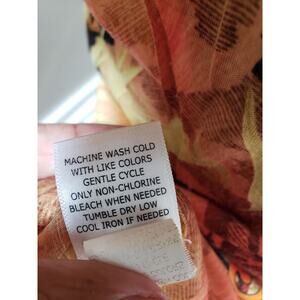 MACHINE WASH COLD
WITH LIKE COLORS
GENTLE CYCLE
ONLY NON-CHLORINE
BLEACH WHEN NEEDED
TUMBLE DRY LOW
COOL IRON IF NEEDED